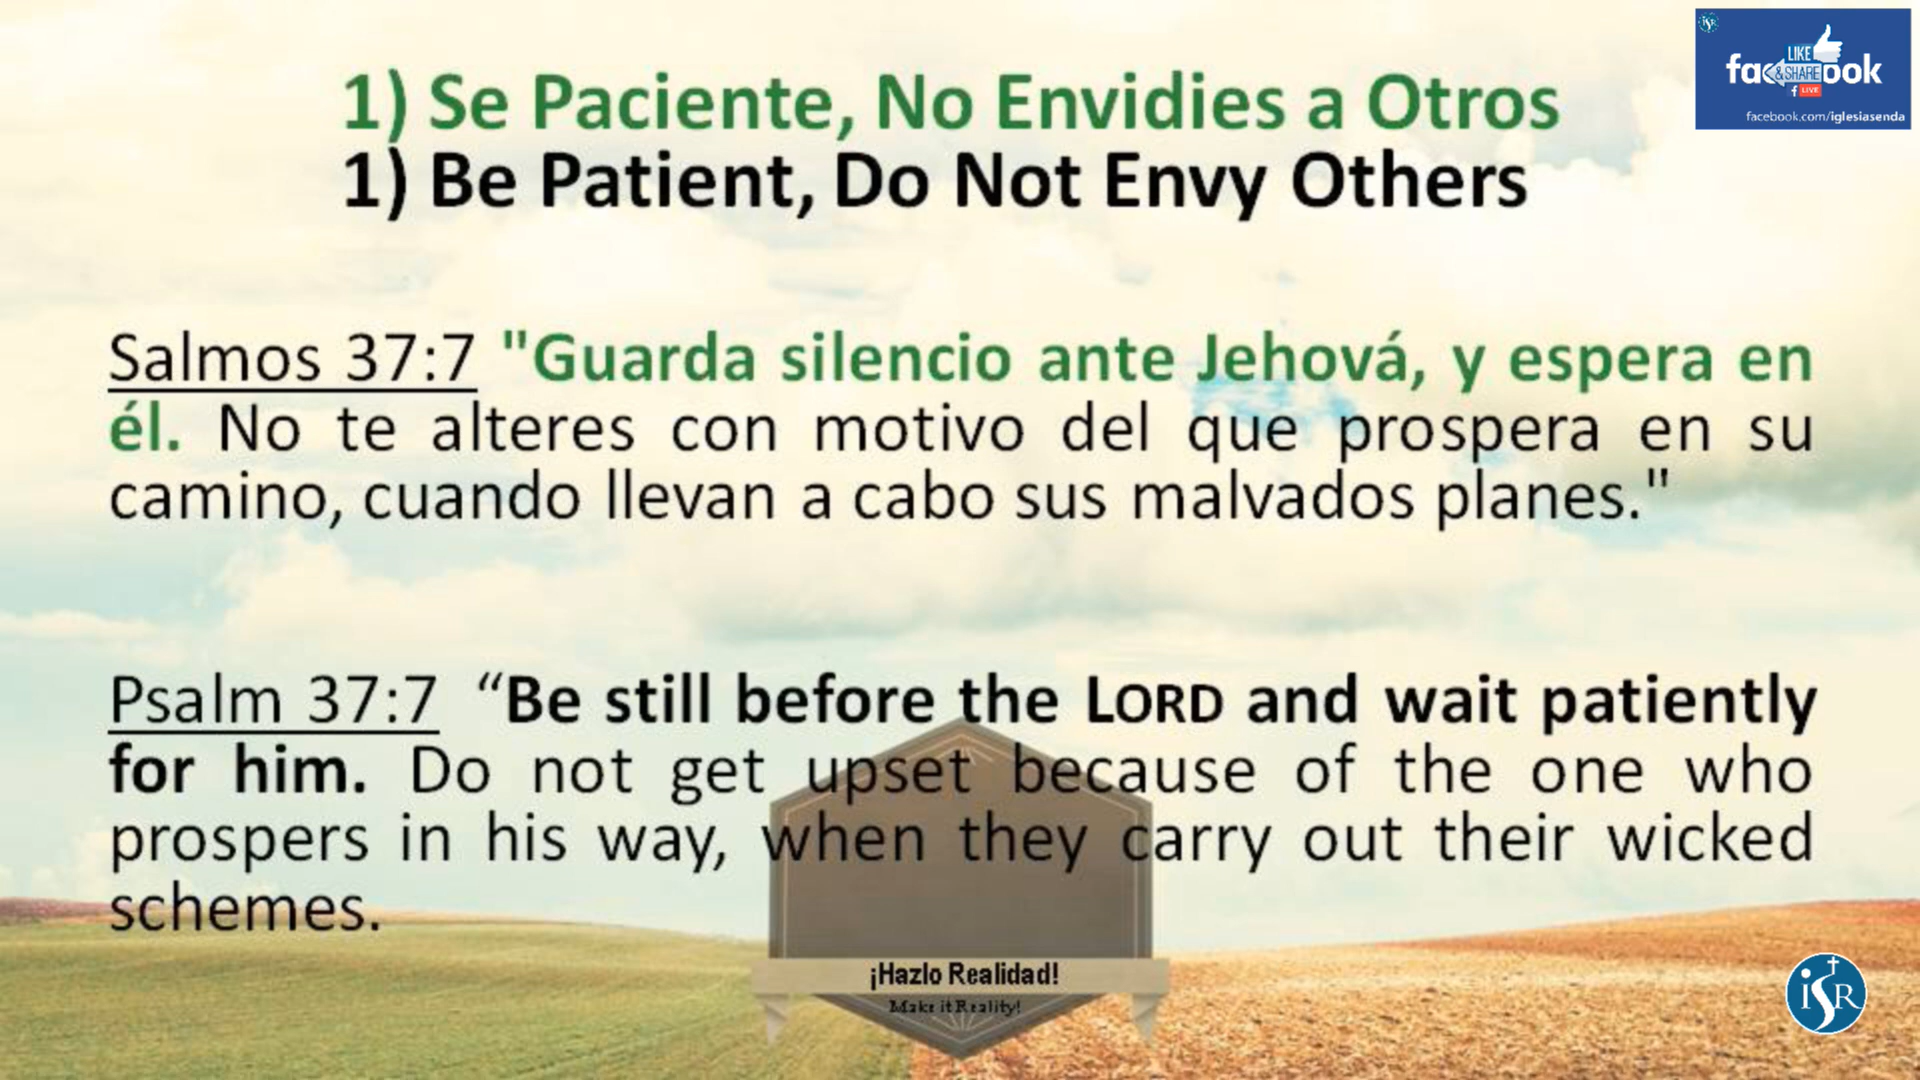 1) Se Paciente, No Envidies a Otros
1) Be Patient, Do Not Envy Others
iSR
facebook
LIKE
& SHARE
f LIVE
facebook.com/iglesiasenda
Salmos 37:7 "Guarda silencio ante Jehová, y espera en
él. No te alteres con motivo del que prospera en su
camino, cuando llevan a cabo sus malvados planes."
Psalm 37:7 “Be still before the LORD and wait patiently
for him. Do not get upset because of the one who
prospers in his way, when they carry out their wicked
schemes.
¡Hazlo Realidad!
Make it Reality!
iSR